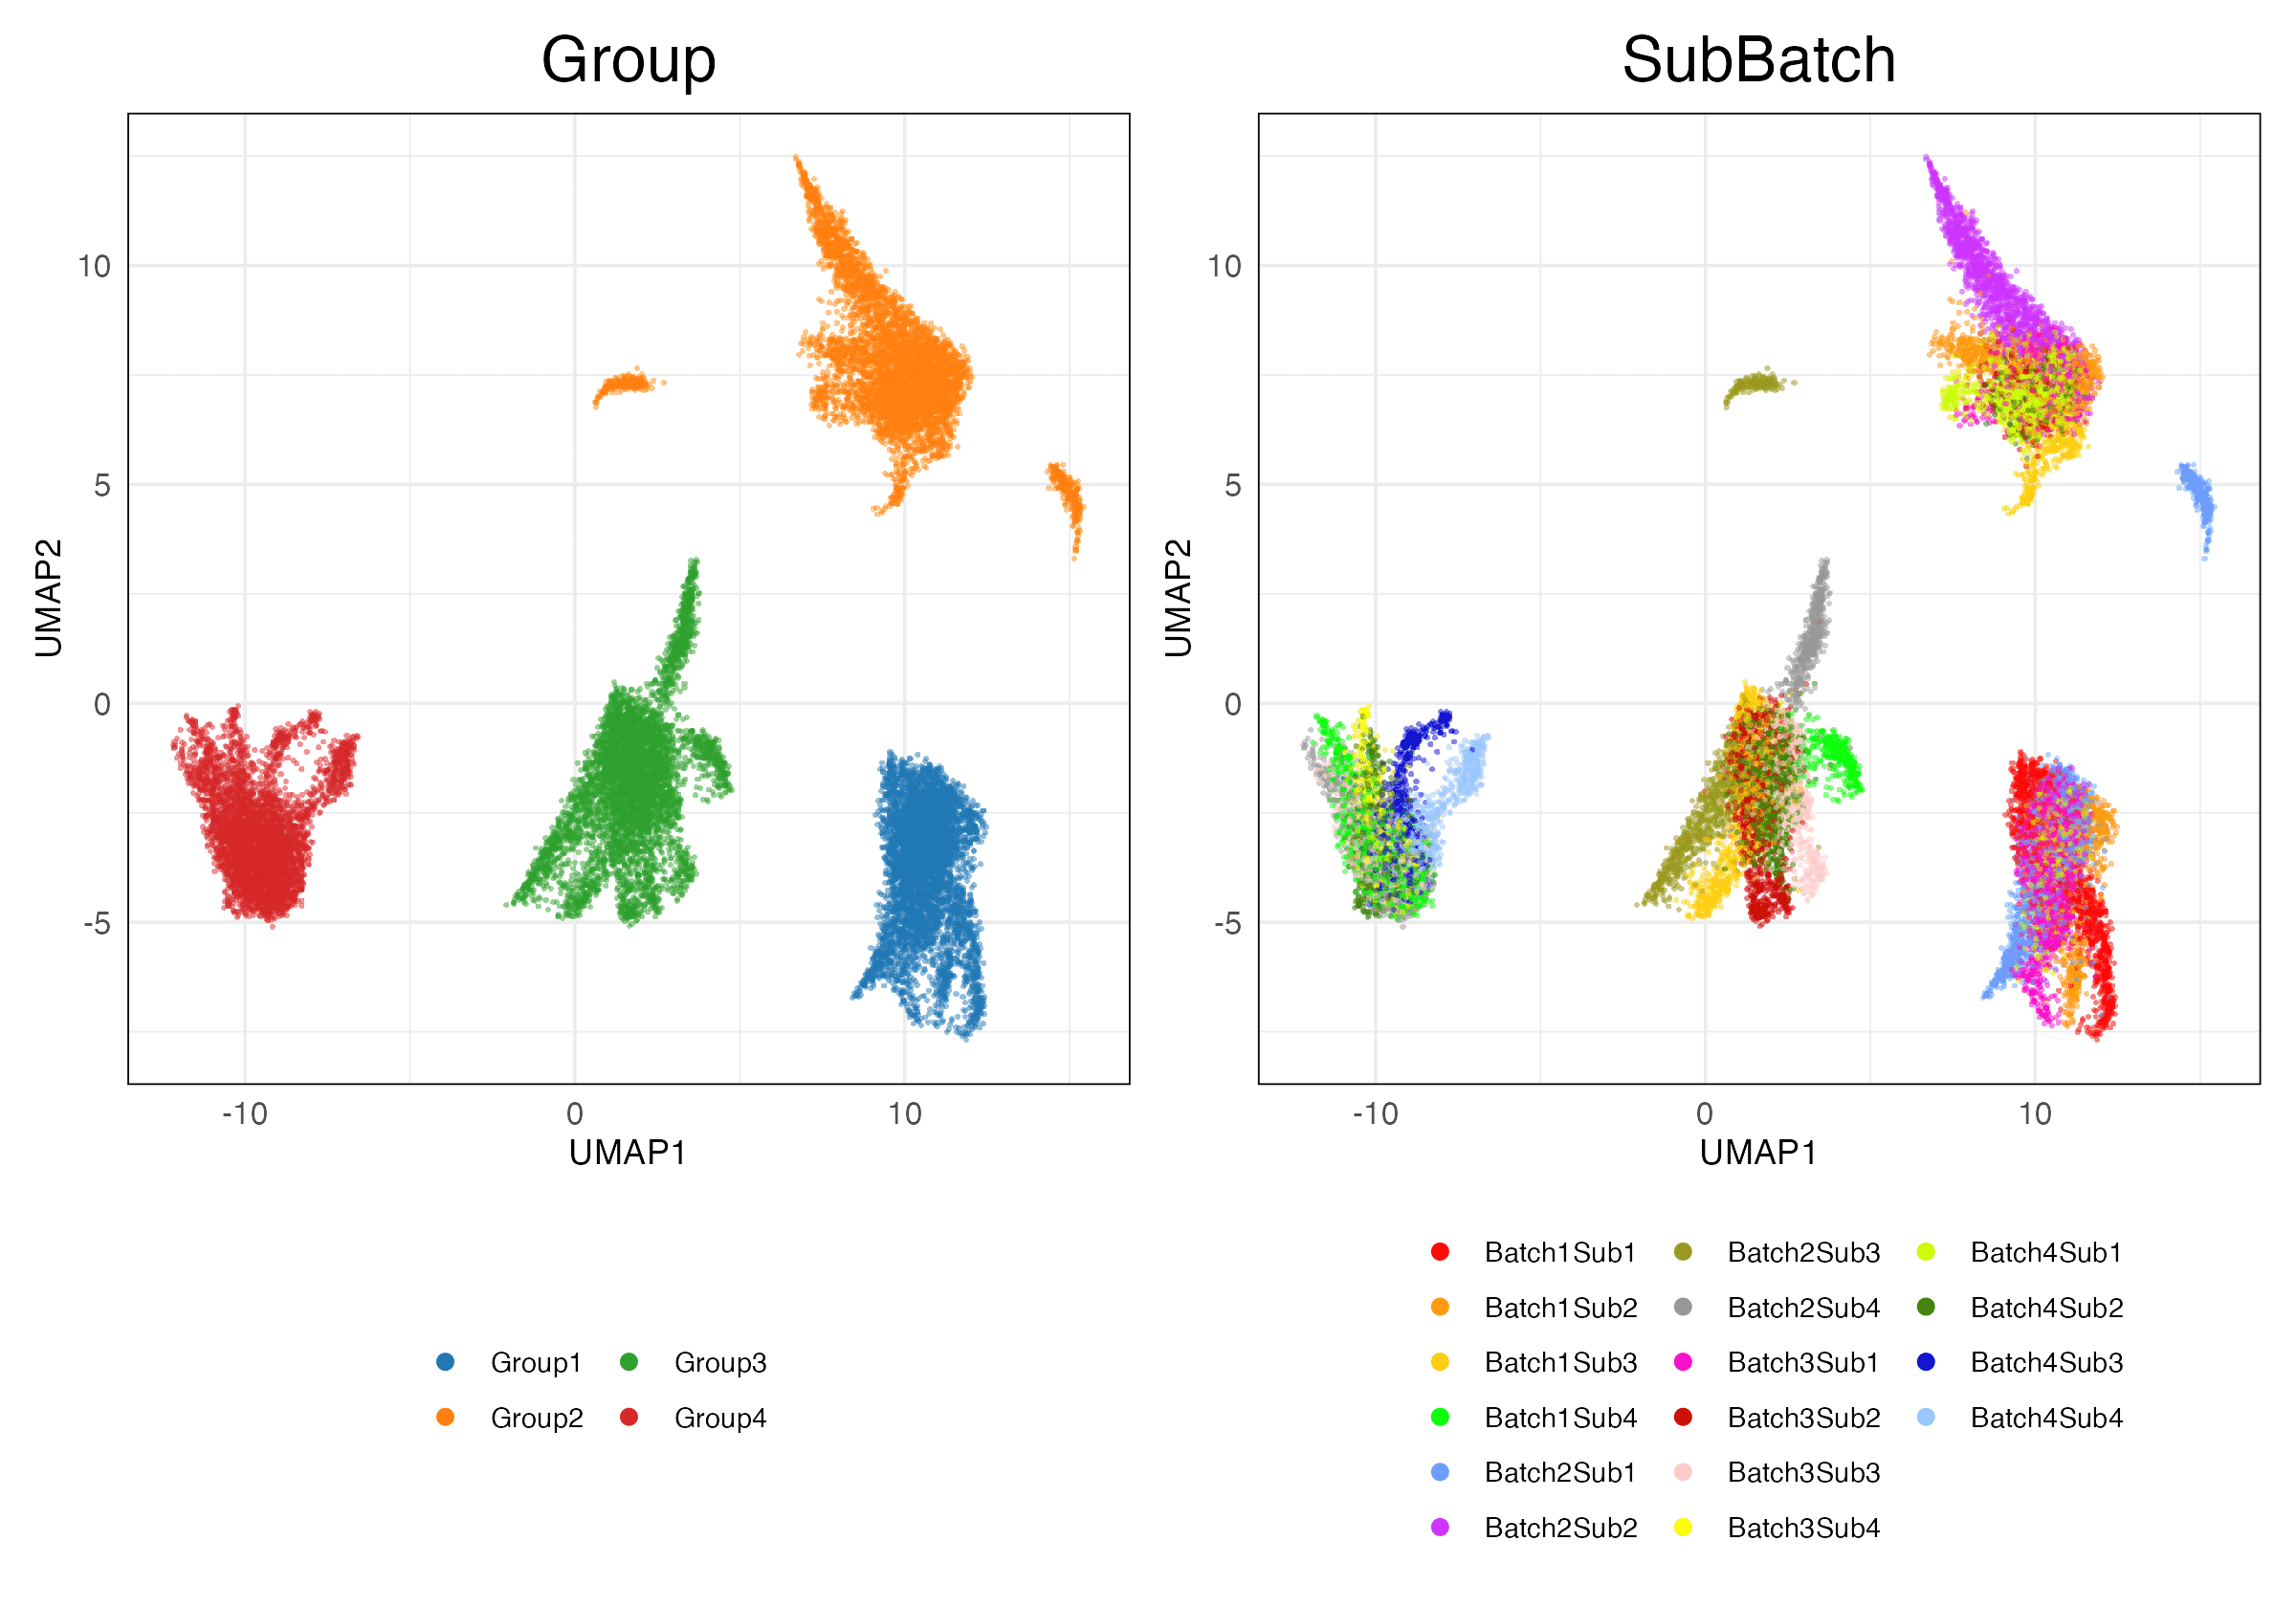 Group
SubBatch
10
5
0
-5
UMAP2
-10
0
10
UMAP1
10
5
0
-5
UMAP2
-10
0
10
UMAP1
Group1
Group3
Group2
Group4
Batch1Sub1
Batch2Sub3
Batch4Sub1
Batch1Sub2
Batch2Sub4
Batch4Sub2
Batch1Sub3
Batch3Sub1
Batch4Sub3
Batch1Sub4
Batch3Sub2
Batch4Sub4
Batch2Sub1
Batch3Sub3
Batch2Sub2
Batch3Sub4